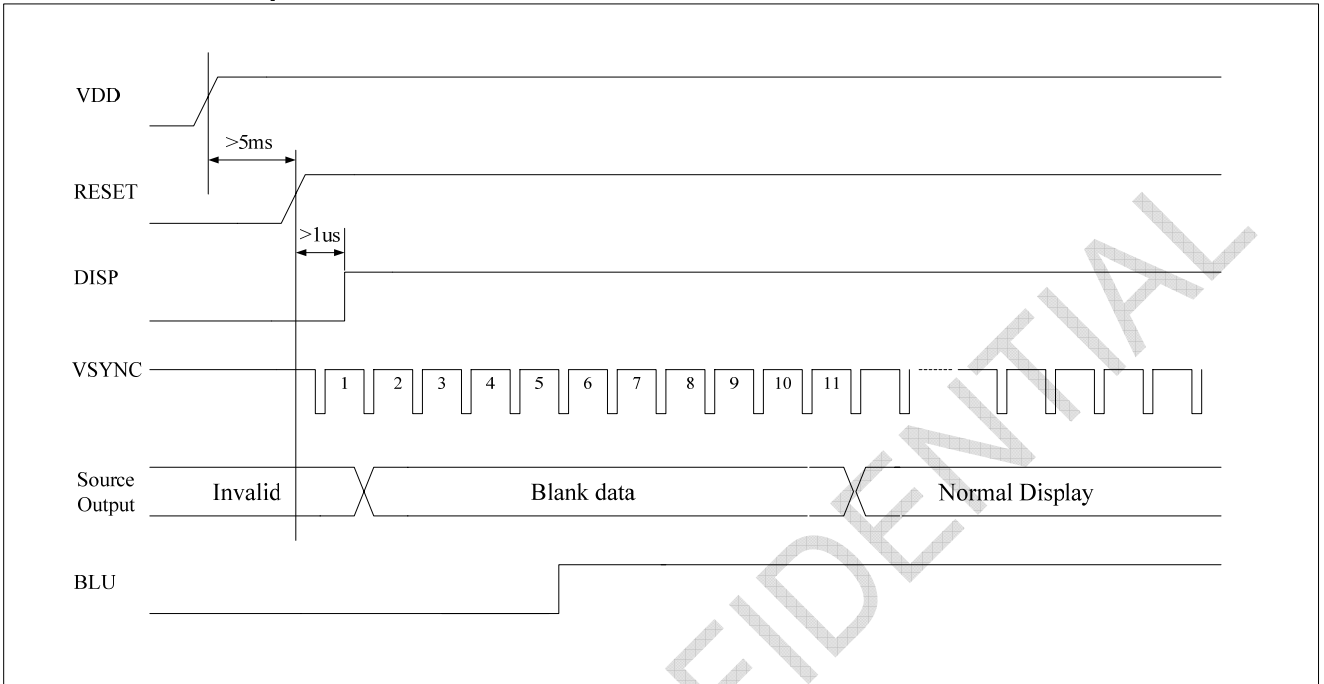 VDD
>5ms
RESET
>1us
DISP
VSYNC
1 2 3 4 5 6 7 8 9 10 11
Source
Output
Invalid
Blank data
Normal Display
BLU
FIDENTIAL